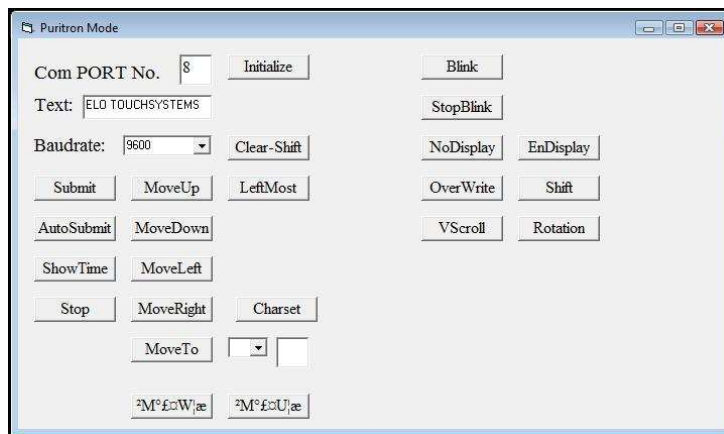 Puritron Mode
Com PORT No. 8 Initialize Blink
Text: ELO TOUCHSYSTEMS StopBlink
Baudrate: 9600 Clear-Shift NoDisplay EnDisplay
Submit MoveUp LeftMost OverWrite Shift
AutoSubmit MoveDown VScroll Rotation
ShowTime MoveLeft
Stop MoveRight Charset
MoveTo
²M°£¤W¦æ ²M°£¤U¦æ